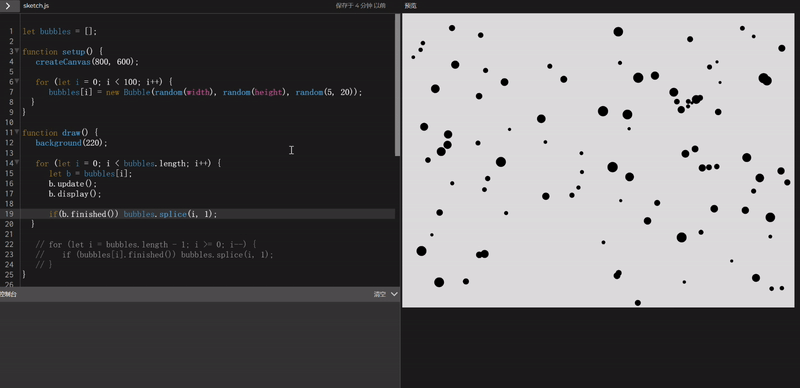 sketch.js
保存于 4 分钟 以前
预览
1 let bubbles = [];
2
3 function setup() {
4 createCanvas(800, 600);
5
6 for (let i = 0; i < 100; i++) {
7 bubbles[i] = new Bubble(random(width), random(height), random(5, 20));
8 }
9 }
10
11 function draw() {
12 background(220);
13
14 for (let i = 0; i < bubbles.length; i++) {
15 let b = bubbles[i];
16 b.update();
17 b.display();
18
19 if(b.finished()) bubbles.splice(i, 1);
20 }
21
22 // for (let i = bubbles.length - 1; i >= 0; i--) {
23 // if (bubbles[i].finished()) bubbles.splice(i, 1);
24 // }
25 }
26
控制台
清空